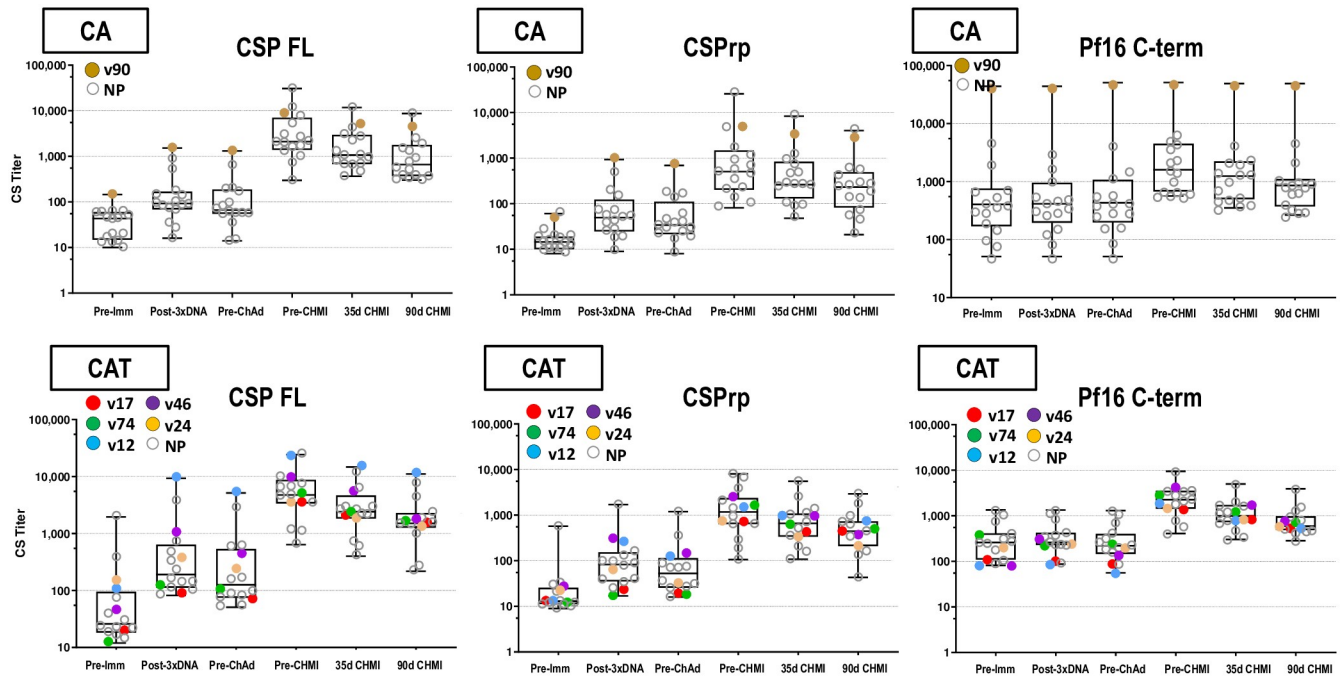 CA
CSP FL
v90
NP
CS Titer
100,000
10,000
1,000
100
10
1
Pre-Imm Post-3xDNA Pre-ChAd Pre-CHMI 35d CHMI 90d CHMI
CA
CSPrp
v90
NP
100,000
10,000
1,000
100
10
1
Pre-Imm Post-3xDNA Pre-ChAd Pre-CHMI 35d CHMI 90d CHMI
CA
Pf16 C-term
v90
NP
100,000
10,000
1,000
100
10
Pre-Imm Post-3xDNA Pre-ChAd Pre-CHMI 35d CHMI 90d CHMI
CAT
CSP FL
v17 v46
v74 v24
v12 NP
CS Titer
100,000
10,000
1,000
100
10
Pre-Imm Post-3xDNA Pre-ChAd Pre-CHMI 35d CHMI 90d CHMI
CAT
CSPrp
v17 v46
v74 v24
v12 NP
100,000
10,000
1,000
100
10
1
Pre-Imm Post-3xDNA Pre-ChAd Pre-CHMI 35d CHMI 90d CHMI
CAT
Pf16 C-term
v17 v46
v74 v24
v12 NP
100,000
10,000
1,000
100
10
1
Pre-Imm Post-3xDNA Pre-ChAd Pre-CHMI 35d CHMI 90d CHMI